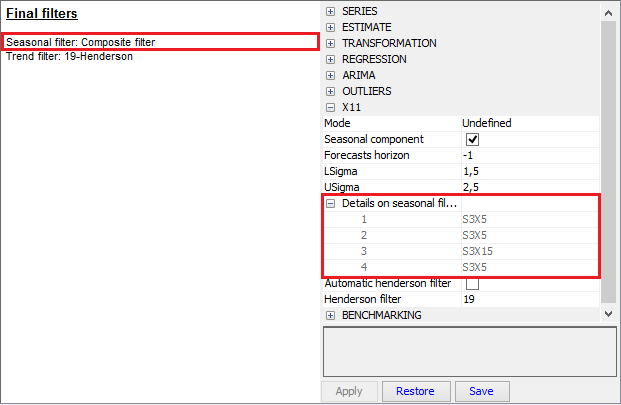 Final filters
Seasonal filter: Composite filter
Trend filter: 19-Henderson
SERIES
ESTIMATE
TRANSFORMATION
REGRESSION
ARIMA
OUTLIERS
X11
Mode Undefined
Seasonal component
Forecasts horizon -1
LSigma 1,5
USigma 2,5
Details on seasonal fil...
1 S3X5
2 S3X5
3 S3X15
4 S3X5
Automatic henderson filter
Henderson filter 19
BENCHMARKING
Apply Restore Save